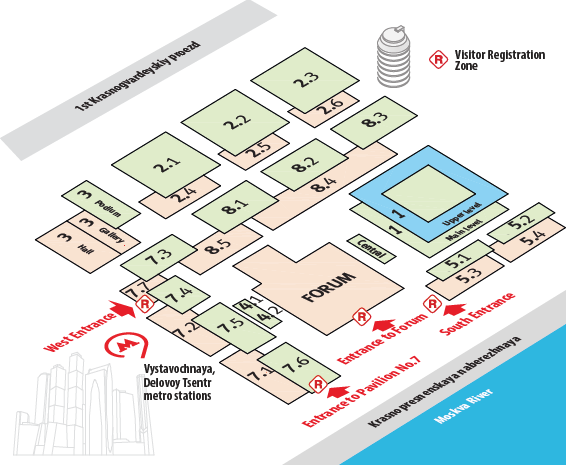 1st Krasnogvardeyskiy proezd
R
Visitor Registration
Zone
2.3
2.6
2.2
2.5
8.3
2.1
2.4
8.2
8.4
3 Podium
3 Gallery
3 Hall
8.1
8.5
1 Upper level
1 Main Level
5.2
5.4
5.1
5.3
Central
7.3
7.7
7.4
7.2
4.1
4.2
7.5
FORUM
7.1
7.6
R
West Entrance
R
Entrance to Forum
R
South Entrance
R
Entrance to Pavilion No.7
M
Vystavochnaya,
Delovoy Tsentr
metro stations
Krasno presnenskaya naberezhnaya
Moskva River